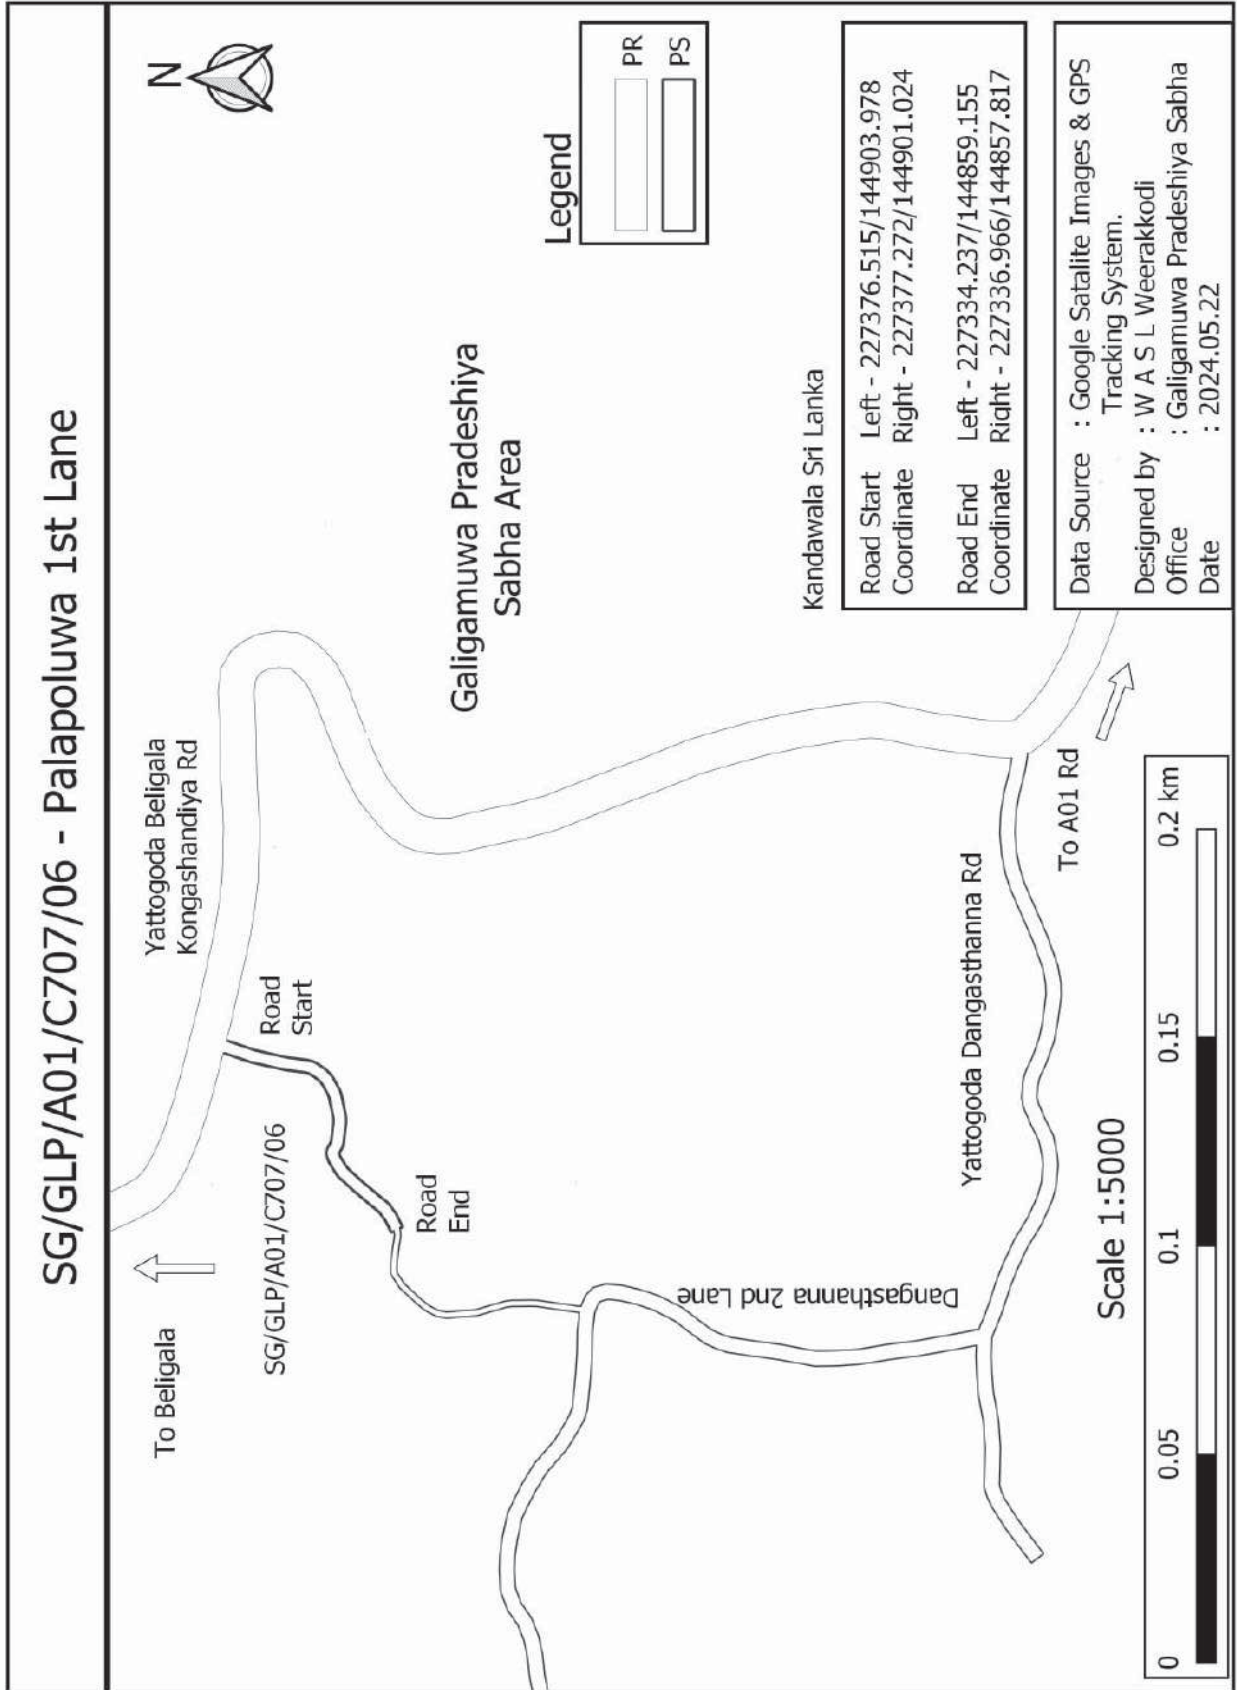 SG/GLP/A01/C707/06 - Palapoluwa 1st Lane
N
To Beligala
Yattogoda Beligala
Kongashandiya Rd
SG/GLP/A01/C707/06
Road
Start
Road
End
Galigamuwa Pradeshiya
Sabha Area
Legend
PR
PS
Dangasthanna 2nd Lane
Yattogoda Dangasthanna Rd
To A01 Rd
Kandawala Sri Lanka
Road Start Left - 227376.515/144903.978
Coordinate Right - 227377.272/144901.024
Road End Left - 227334.237/144859.155
Coordinate Right - 227336.966/144857.817
Data Source : Google Satalite Images & GPS
Tracking System.
Designed by : W A S L Weerakkodi
Office : Galigamuwa Pradeshiya Sabha
Date : 2024.05.22
Scale 1:5000
0 0.05 0.1 0.15 0.2 km